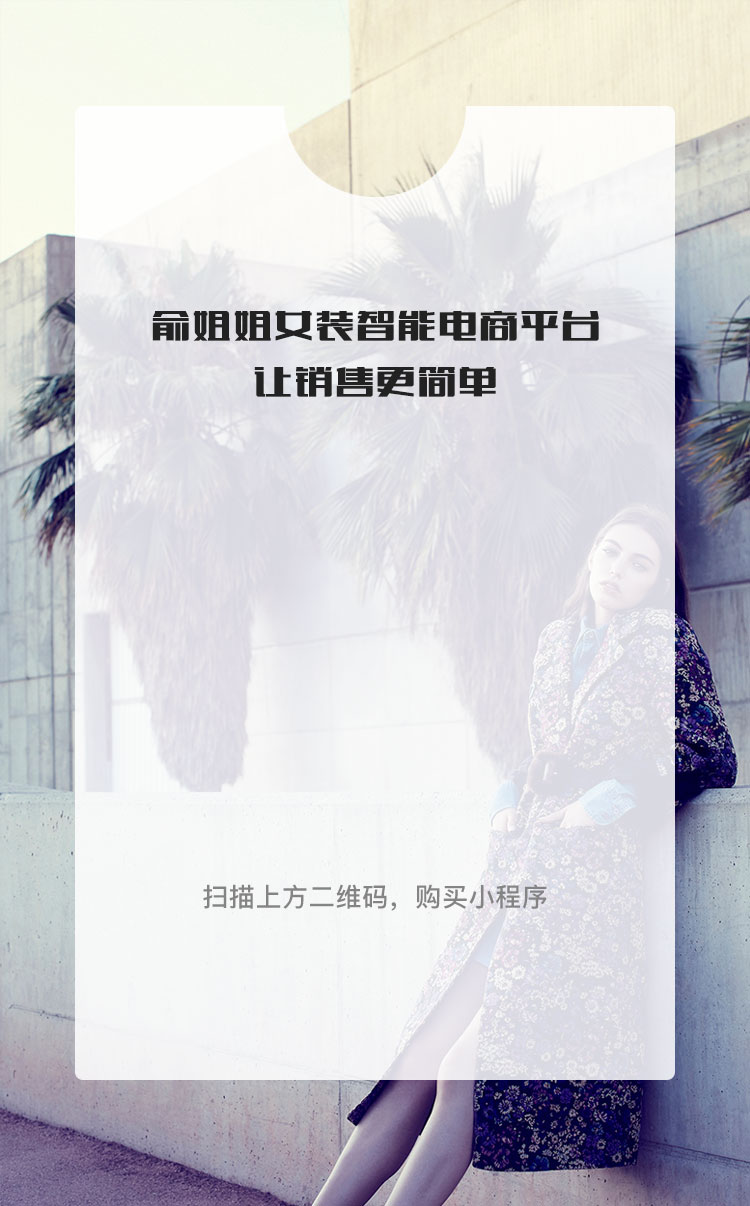 俞姐姐女装智能电商平台
让销售更简单
扫描上方二维码，购买小程序